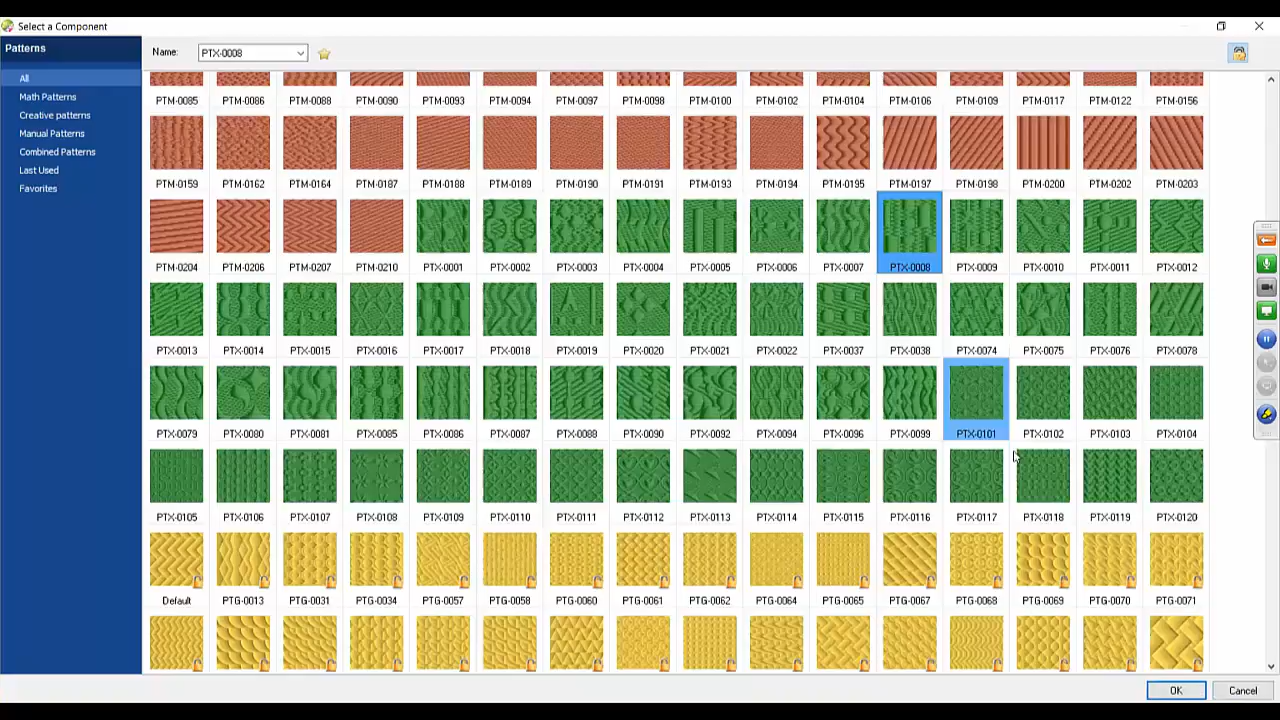 Select a Component
Patterns
Name: PTX-0008
All
Math Patterns
Creative patterns
Manual Patterns
Combined Patterns
Last Used
Favorites
PTM-0085 PTM-0086 PTM-0088 PTM-0090 PTM-0093 PTM-0094 PTM-0097 PTM-0098 PTM-0100 PTM-0102 PTM-0104 PTM-0106 PTM-0109 PTM-0117 PTM-0122 PTM-0156
PTM-0159 PTM-0162 PTM-0164 PTM-0187 PTM-0188 PTM-0189 PTM-0190 PTM-0191 PTM-0193 PTM-0194 PTM-0195 PTM-0197 PTM-0198 PTM-0200 PTM-0202 PTM-0203
PTM-0204 PTM-0206 PTM-0207 PTM-0210 PTX-0001 PTX-0002 PTX-0003 PTX-0004 PTX-0005 PTX-0006 PTX-0007 PTX-0008 PTX-0009 PTX-0010 PTX-0011 PTX-0012
PTX-0013 PTX-0014 PTX-0015 PTX-0016 PTX-0017 PTX-0018 PTX-0019 PTX-0020 PTX-0021 PTX-0022 PTX-0037 PTX-0038 PTX-0074 PTX-0075 PTX-0076 PTX-0078
PTX-0079 PTX-0080 PTX-0081 PTX-0085 PTX-0086 PTX-0087 PTX-0088 PTX-0090 PTX-0092 PTX-0094 PTX-0096 PTX-0099 PTX-0101 PTX-0102 PTX-0103 PTX-0104
PTX-0105 PTX-0106 PTX-0107 PTX-0108 PTX-0109 PTX-0110 PTX-0111 PTX-0112 PTX-0113 PTX-0114 PTX-0115 PTX-0116 PTX-0117 PTX-0118 PTX-0119 PTX-0120
Default PTG-0013 PTG-0031 PTG-0034 PTG-0057 PTG-0058 PTG-0060 PTG-0061 PTG-0062 PTG-0064 PTG-0065 PTG-0067 PTG-0068 PTG-0069 PTG-0070 PTG-0071
OK Cancel